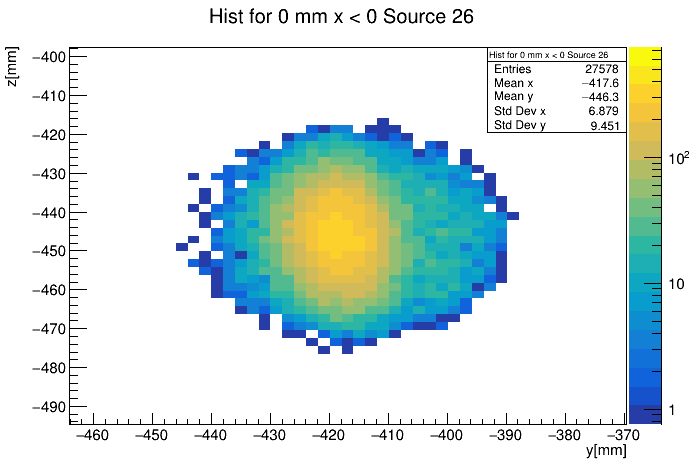 Hist for 0 mm x < 0 Source 26
z[mm]
−400
−410
−420
−430
−440
−450
−460
−470
−480
−490
Hist for 0 mm x < 0 Source 26
Entries 27578
Mean x −417.6
Mean y −446.3
Std Dev x 6.879
Std Dev y 9.451
10²
10
1
−460 −450 −440 −430 −420 −410 −400 −390 −380 −370
y[mm]